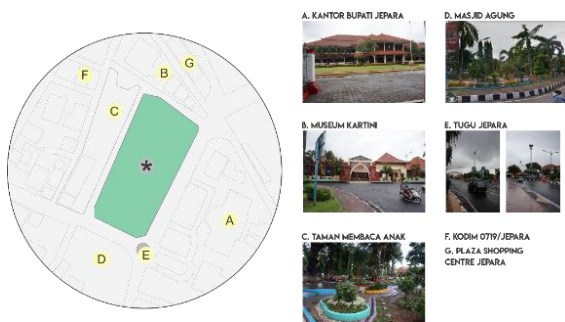 F
B
G
C
*
A
D
E
A. KANTOR BUPATI JEPARA
D. MASJID AGUNG
B. MUSEUM KARTINI
E. TUGU JEPARA
C. TAMAN MEMBACA ANAK
F. KODIM 0719/JEPARA
G. PLAZA SHOPPING
CENTRE JEPARA